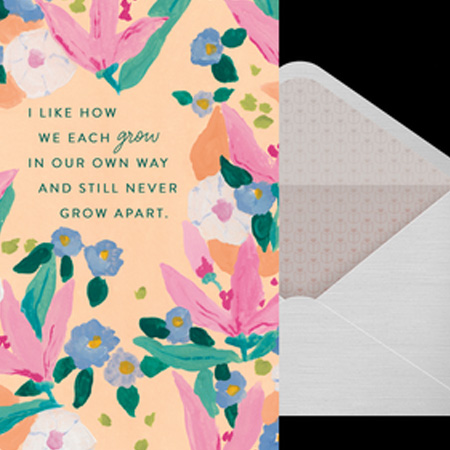 I LIKE HOW
WE EACH grow
IN OUR OWN WAY
AND STILL NEVER
GROW APART.